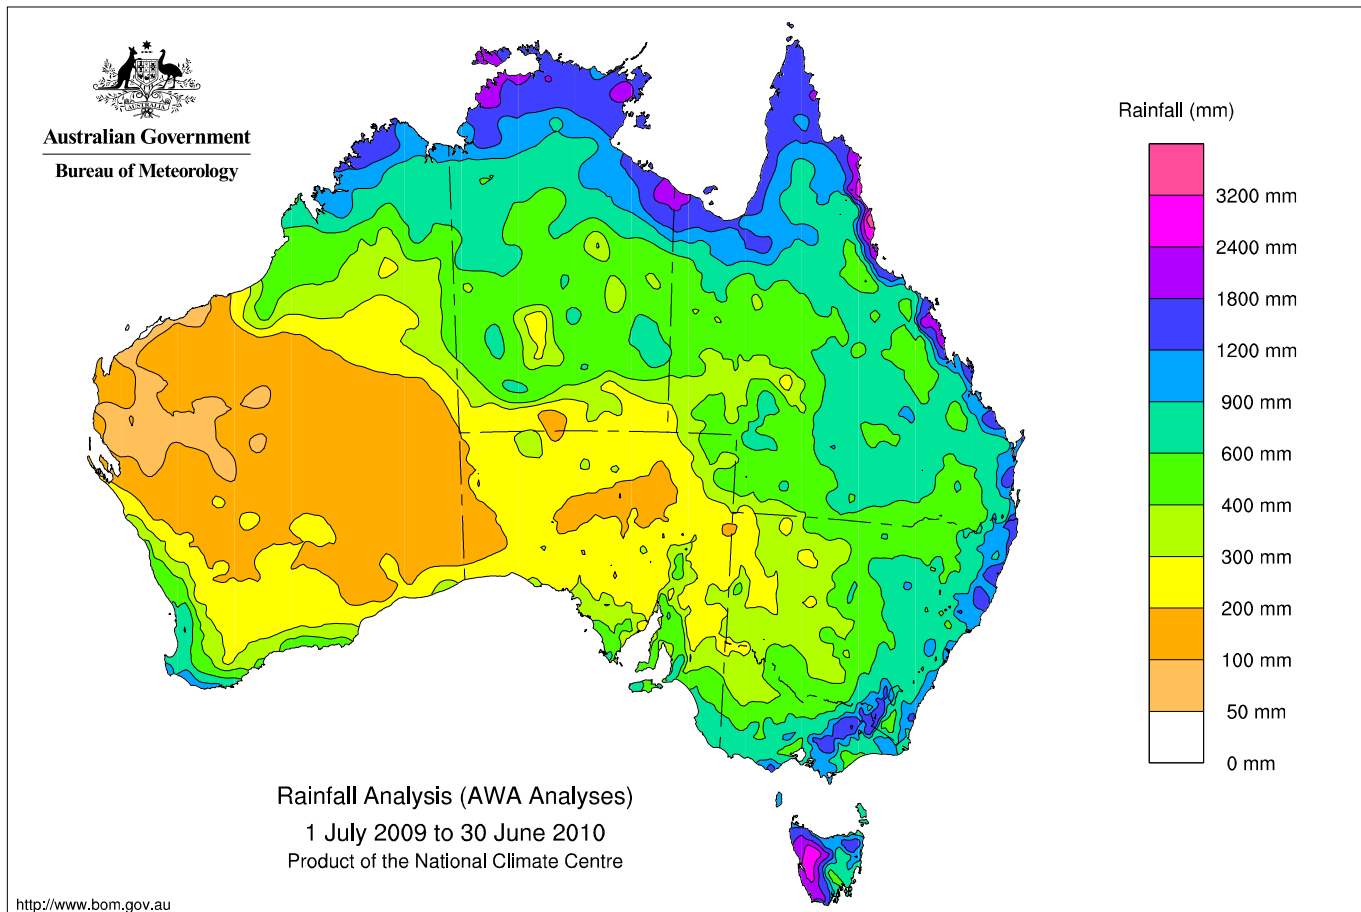 AUSTRALIA
Australian Government
Bureau of Meteorology
Rainfall (mm)
3200 mm
2400 mm
1800 mm
1200 mm
900 mm
600 mm
400 mm
300 mm
200 mm
100 mm
50 mm
0 mm
Rainfall Analysis (AWA Analyses)
1 July 2009 to 30 June 2010
Product of the National Climate Centre
http://www.bom.gov.au